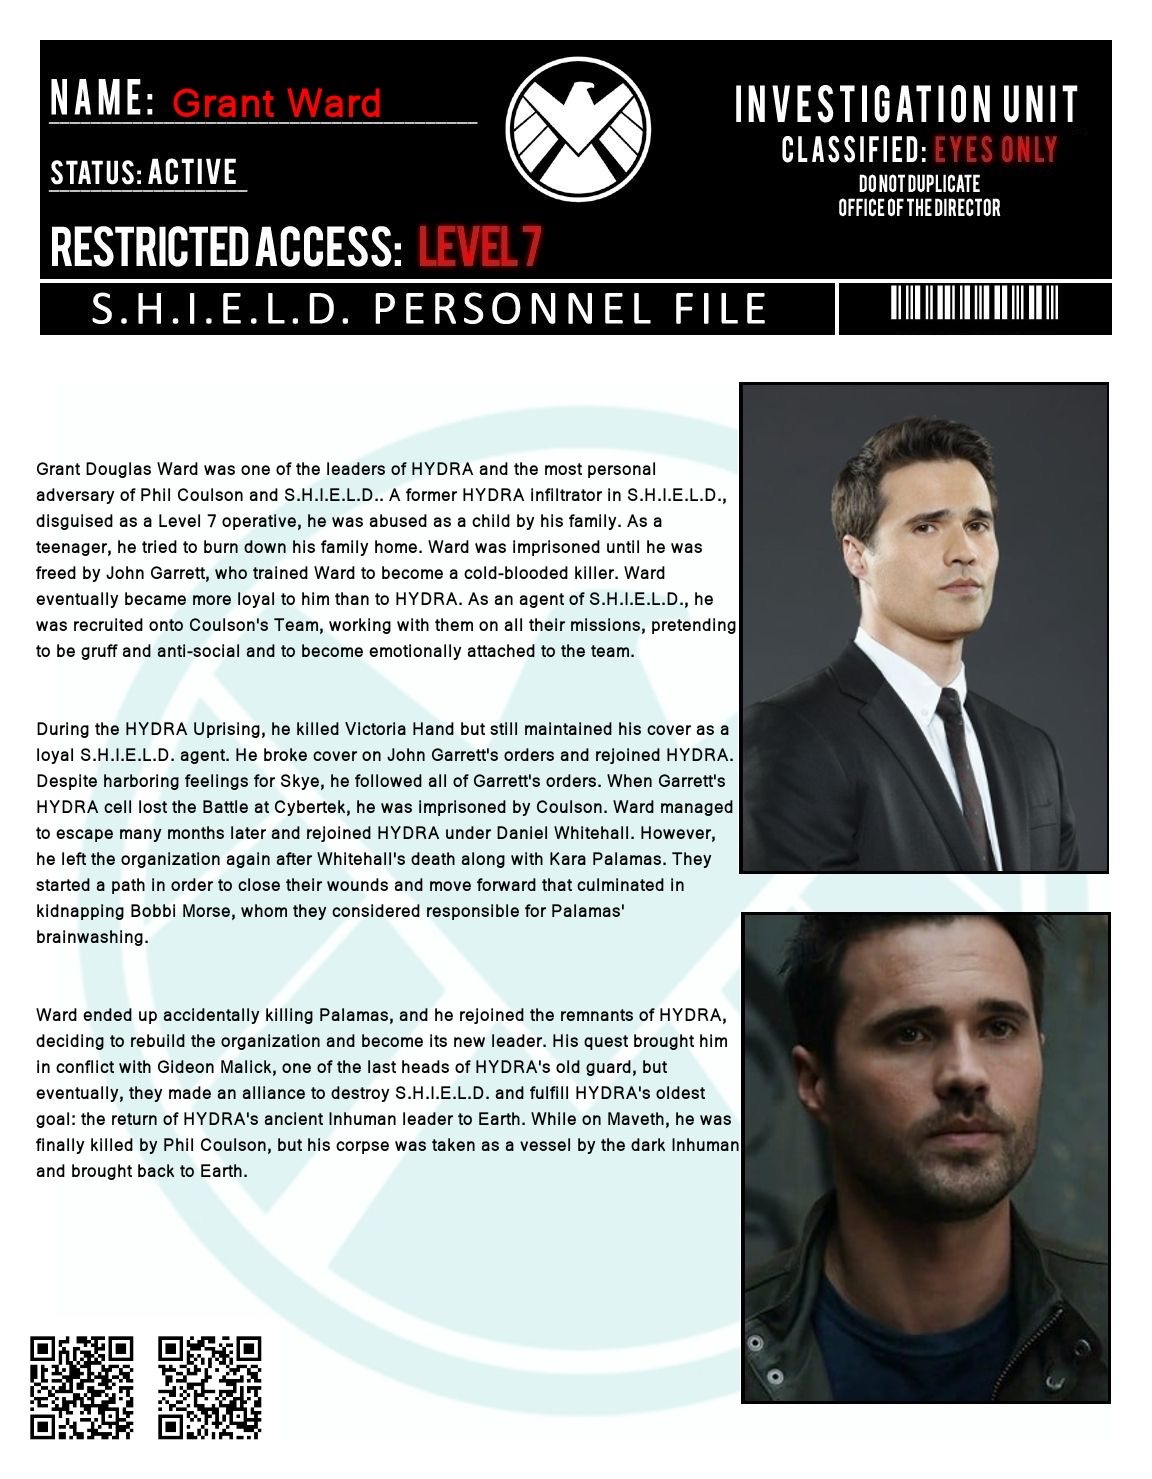 NAME: Grant Ward
STATUS: ACTIVE
RESTRICTED ACCESS: LEVEL 7
INVESTIGATION UNIT
CLASSIFIED: EYES ONLY
DO NOT DUPLICATE
OFFICE OF THE DIRECTOR
S.H.I.E.L.D. PERSONNEL FILE
Grant Douglas Ward was one of the leaders of HYDRA and the most personal
adversary of Phil Coulson and S.H.I.E.L.D.. A former HYDRA infiltrator in S.H.I.E.L.D.,
disguised as a Level 7 operative, he was abused as a child by his family. As a
teenager, he tried to burn down his family home. Ward was imprisoned until he was
freed by John Garrett, who trained Ward to become a cold-blooded killer. Ward
eventually became more loyal to him than to HYDRA. As an agent of S.H.I.E.L.D., he
was recruited onto Coulson's Team, working with them on all their missions, pretending
to be gruff and anti-social and to become emotionally attached to the team.
During the HYDRA Uprising, he killed Victoria Hand but still maintained his cover as a
loyal S.H.I.E.L.D. agent. He broke cover on John Garrett's orders and rejoined HYDRA.
Despite harboring feelings for Skye, he followed all of Garrett's orders. When Garrett's
HYDRA cell lost the Battle at Cybertek, he was imprisoned by Coulson. Ward managed
to escape many months later and rejoined HYDRA under Daniel Whitehall. However,
he left the organization again after Whitehall's death along with Kara Palamas. They
started a path in order to close their wounds and move forward that culminated in
kidnapping Bobbi Morse, whom they considered responsible for Palamas'
brainwashing.
Ward ended up accidentally killing Palamas, and he rejoined the remnants of HYDRA,
deciding to rebuild the organization and become its new leader. His quest brought him
in conflict with Gideon Malick, one of the last heads of HYDRA's old guard, but
eventually, they made an alliance to destroy S.H.I.E.L.D. and fulfill HYDRA's oldest
goal: the return of HYDRA's ancient Inhuman leader to Earth. While on Maveth, he was
finally killed by Phil Coulson, but his corpse was taken as a vessel by the dark Inhuman
and brought back to Earth.